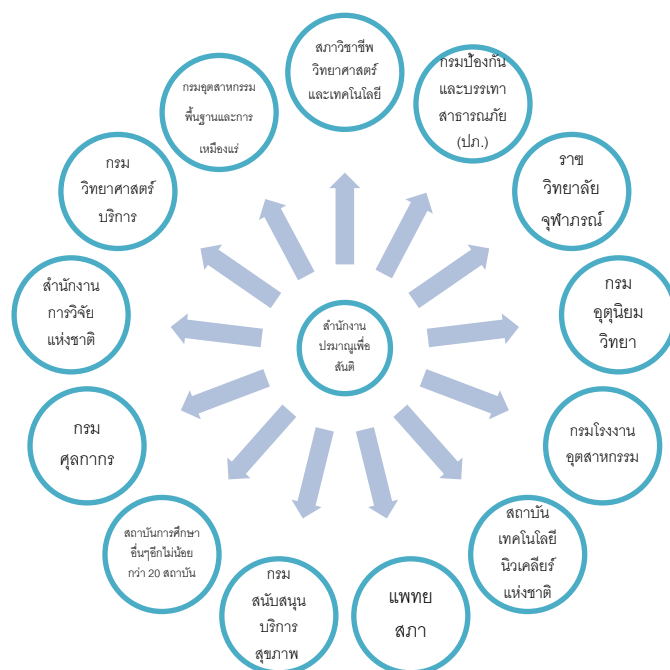 สภาวิชาชีพ
วิทยาศาสตร์
และเทคโนโลยี
กรมป้องกัน
และบรรเทา
สาธารณภัย
(ปภ.)
ราช
วิทยาลัย
จุฬาภรณ์
กรม
อุตุนิยม
วิทยา
กรมโรงงาน
อุตสาหกรรม
สถาบัน
เทคโนโลยี
นิวเคลียร์
แห่งชาติ
แพทย
สภา
กรม
สนับสนุน
บริการ
สุขภาพ
สถาบันการศึกษา
อื่นๆอีกไม่น้อย
กว่า 20 สถาบัน
กรม
ศุลกากร
สำนักงาน
การวิจัย
แห่งชาติ
กรม
วิทยาศาสตร์
บริการ
กรมอุตสาหกรรม
พื้นฐานและการ
เหมืองแร่
สำนักงาน
ปรมาณูเพื่อ
สันติ